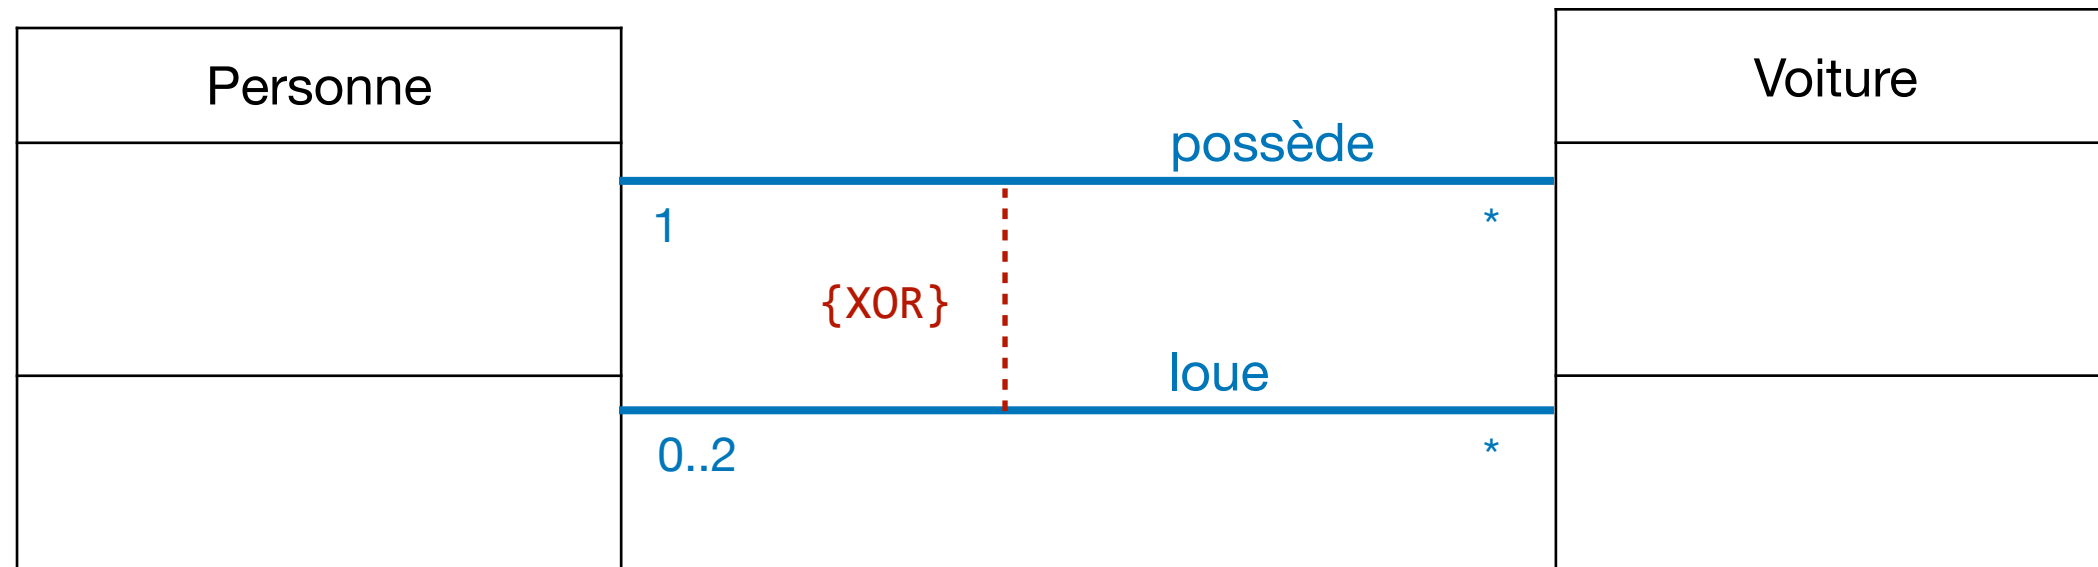 Personne
Voiture
possède
1
*
{XOR}
loue
0..2
*